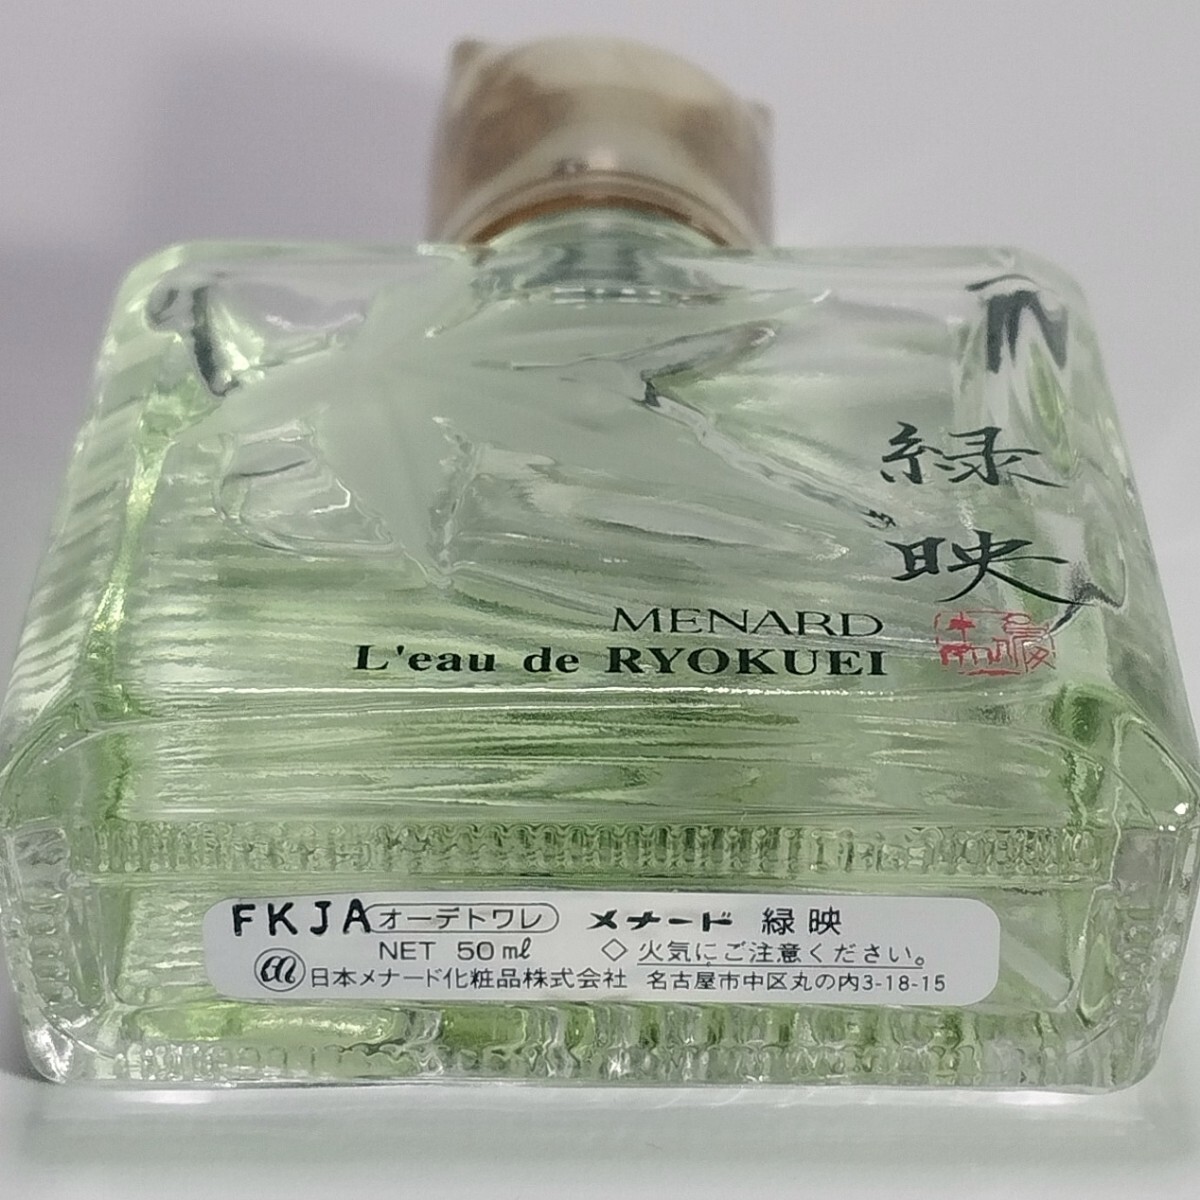 緑映
MENARD
L'eau de RYOKUEI
FKJA オーデトワレ メナード 緑映
NET 50ml ◇火気にご注意ください。
日本メナード化粧品株式会社 名古屋市中区丸の内3-18-15